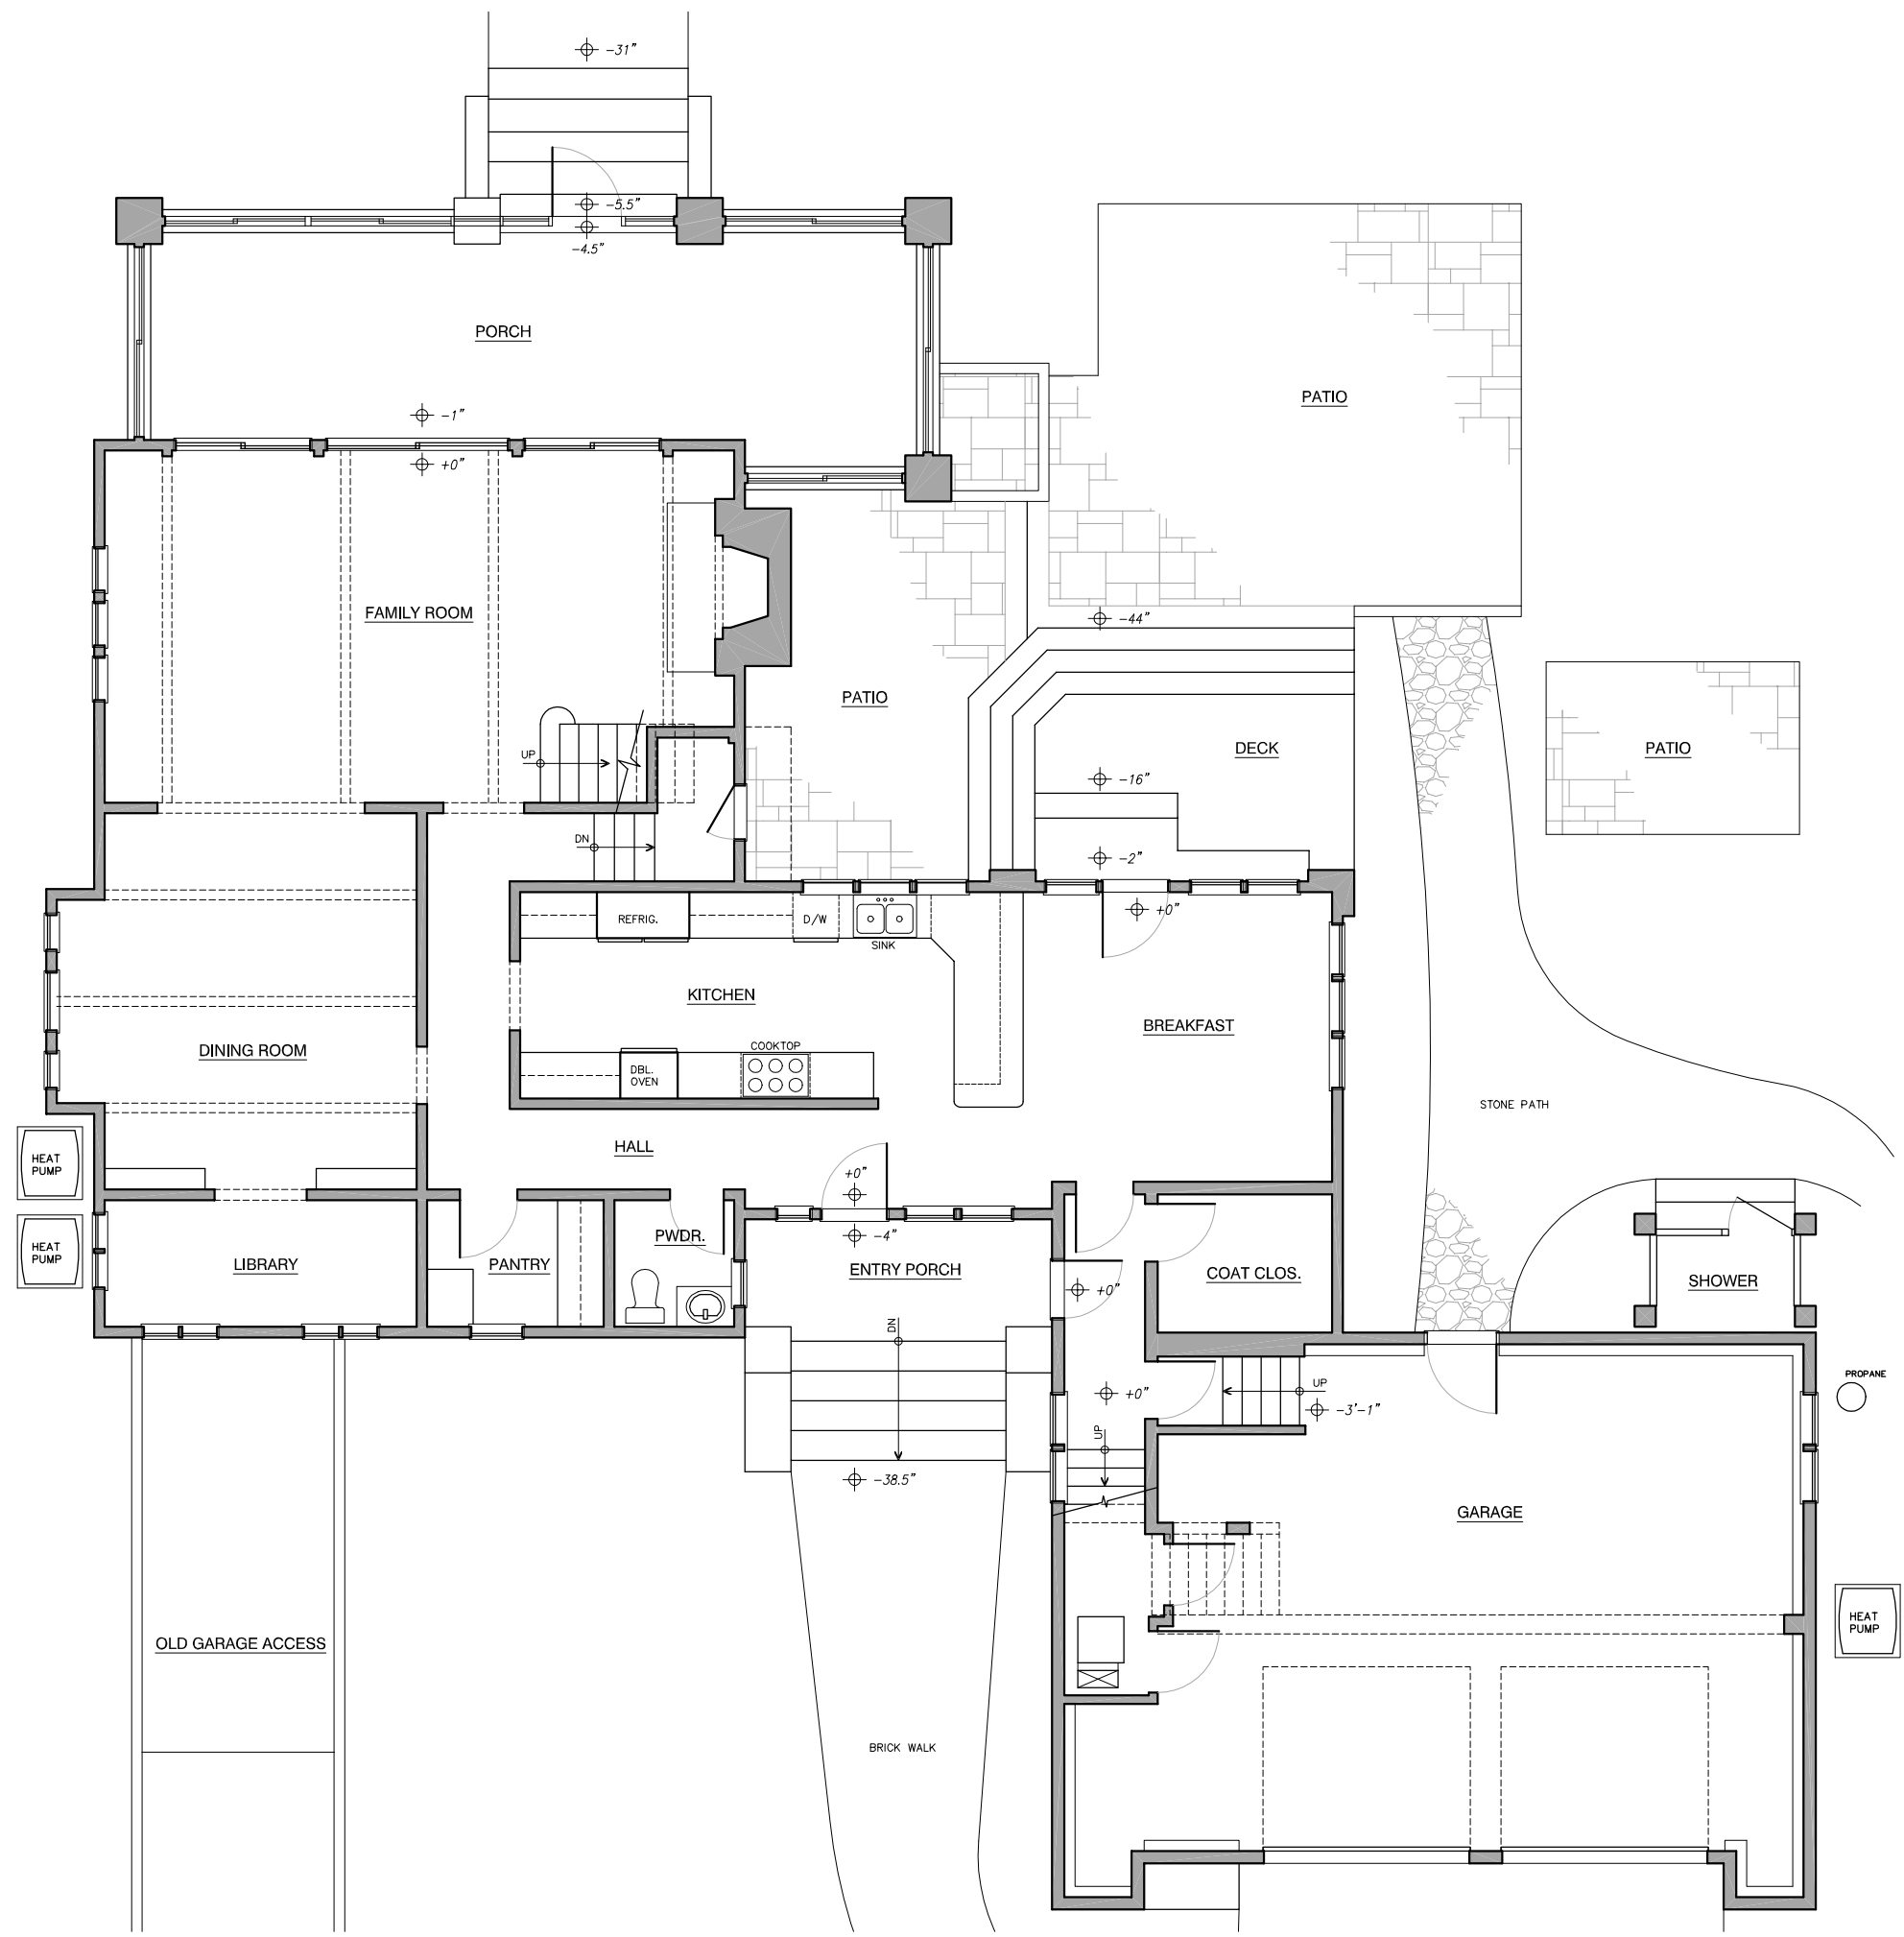 -31"
-5.5"
-4.5"
PORCH
PATIO
-1"
+0"
FAMILY ROOM
-44"
PATIO
DECK
PATIO
UP
-16"
DN
-2"
REFRIG.
D/W
+0"
SINK
KITCHEN
BREAKFAST
DINING ROOM
COOKTOP
DBL.
OVEN
STONE PATH
HALL
HEAT
PUMP
+0"
-4"
PWDR.
HEAT
PUMP
LIBRARY
PANTRY
ENTRY PORCH
COAT CLOS.
+0"
SHOWER
DN
PROPANE
UP
+0"
-3'-1"
UP
-38.5"
GARAGE
HEAT
PUMP
OLD GARAGE ACCESS
BRICK WALK